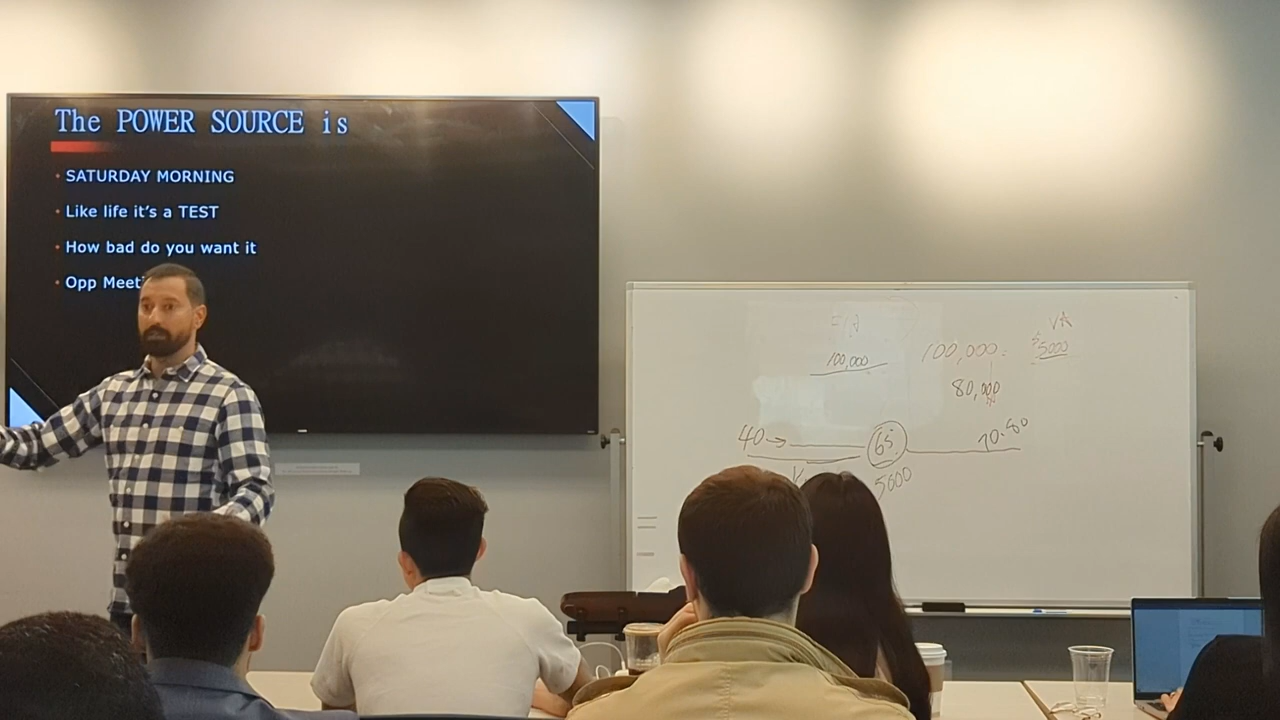 The POWER SOURCE is
• SATURDAY MORNING
• Like life it's a TEST
• How bad do you want it
• Opp Meet
VA
100,000 100,000 $5000
80,000
40 → 65 70-80
5000